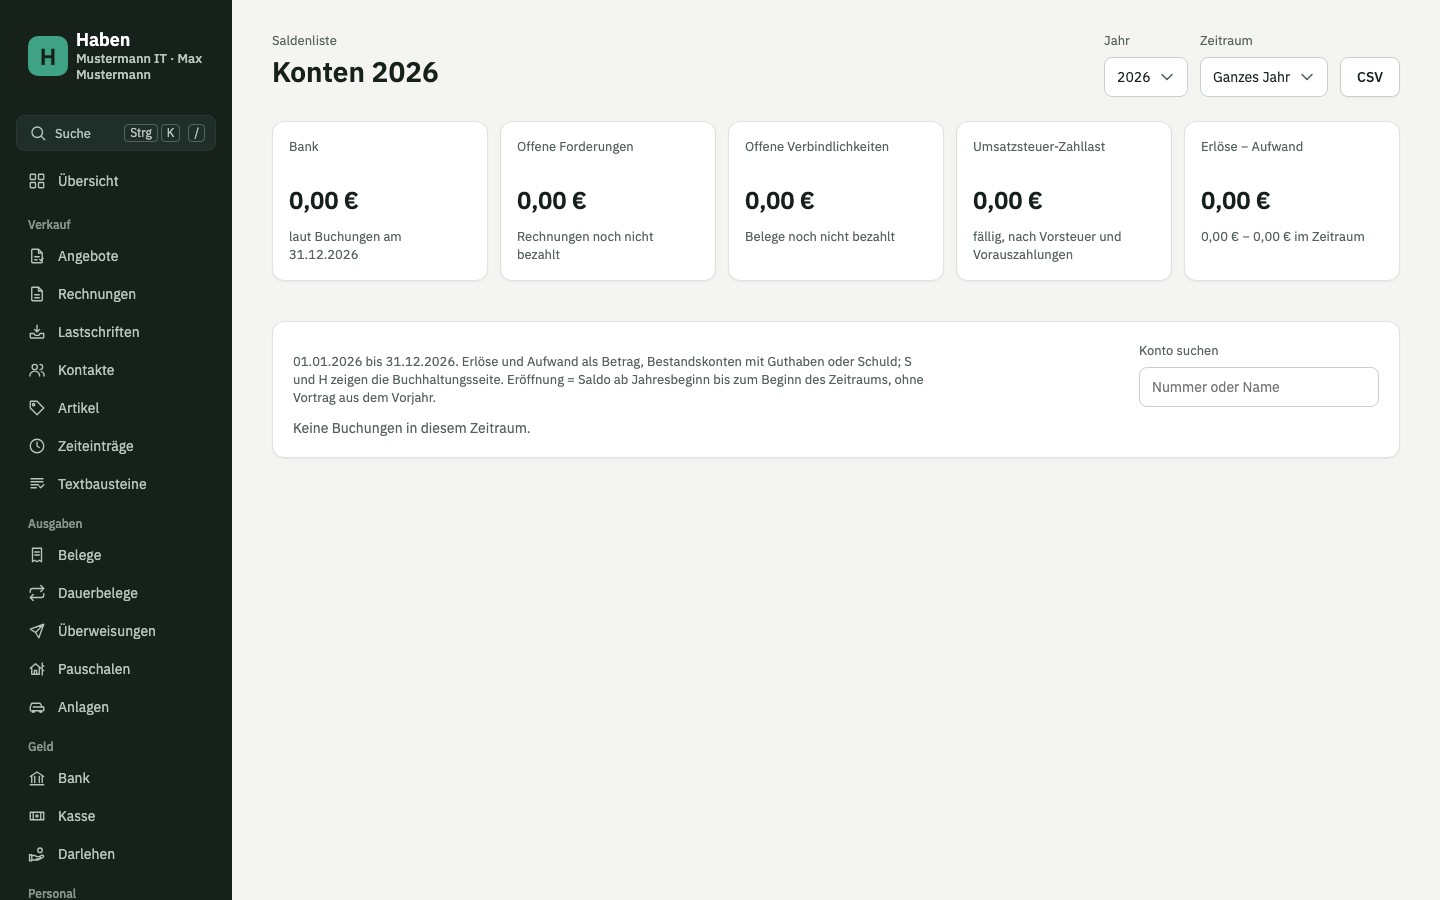 H
Haben
Mustermann IT · Max
Mustermann
Suche Strg K /
Übersicht
Verkauf
Angebote
Rechnungen
Lastschriften
Kontakte
Artikel
Zeiteinträge
Textbausteine
Ausgaben
Belege
Dauerbelege
Überweisungen
Pauschalen
Anlagen
Geld
Bank
Kasse
Darlehen
Personal
Saldenliste
Konten 2026
Jahr
2026
Zeitraum
Ganzes Jahr
CSV
Bank
0,00 €
laut Buchungen am
31.12.2026
Offene Forderungen
0,00 €
Rechnungen noch nicht
bezahlt
Offene Verbindlichkeiten
0,00 €
Belege noch nicht bezahlt
Umsatzsteuer-Zahllast
0,00 €
fällig, nach Vorsteuer und
Vorauszahlungen
Erlöse – Aufwand
0,00 €
0,00 € – 0,00 € im Zeitraum
01.01.2026 bis 31.12.2026. Erlöse und Aufwand als Betrag, Bestandskonten mit Guthaben oder Schuld; S
und H zeigen die Buchhaltungsseite. Eröffnung = Saldo ab Jahresbeginn bis zum Beginn des Zeitraums, ohne
Vortrag aus dem Vorjahr.
Keine Buchungen in diesem Zeitraum.
Konto suchen
Nummer oder Name